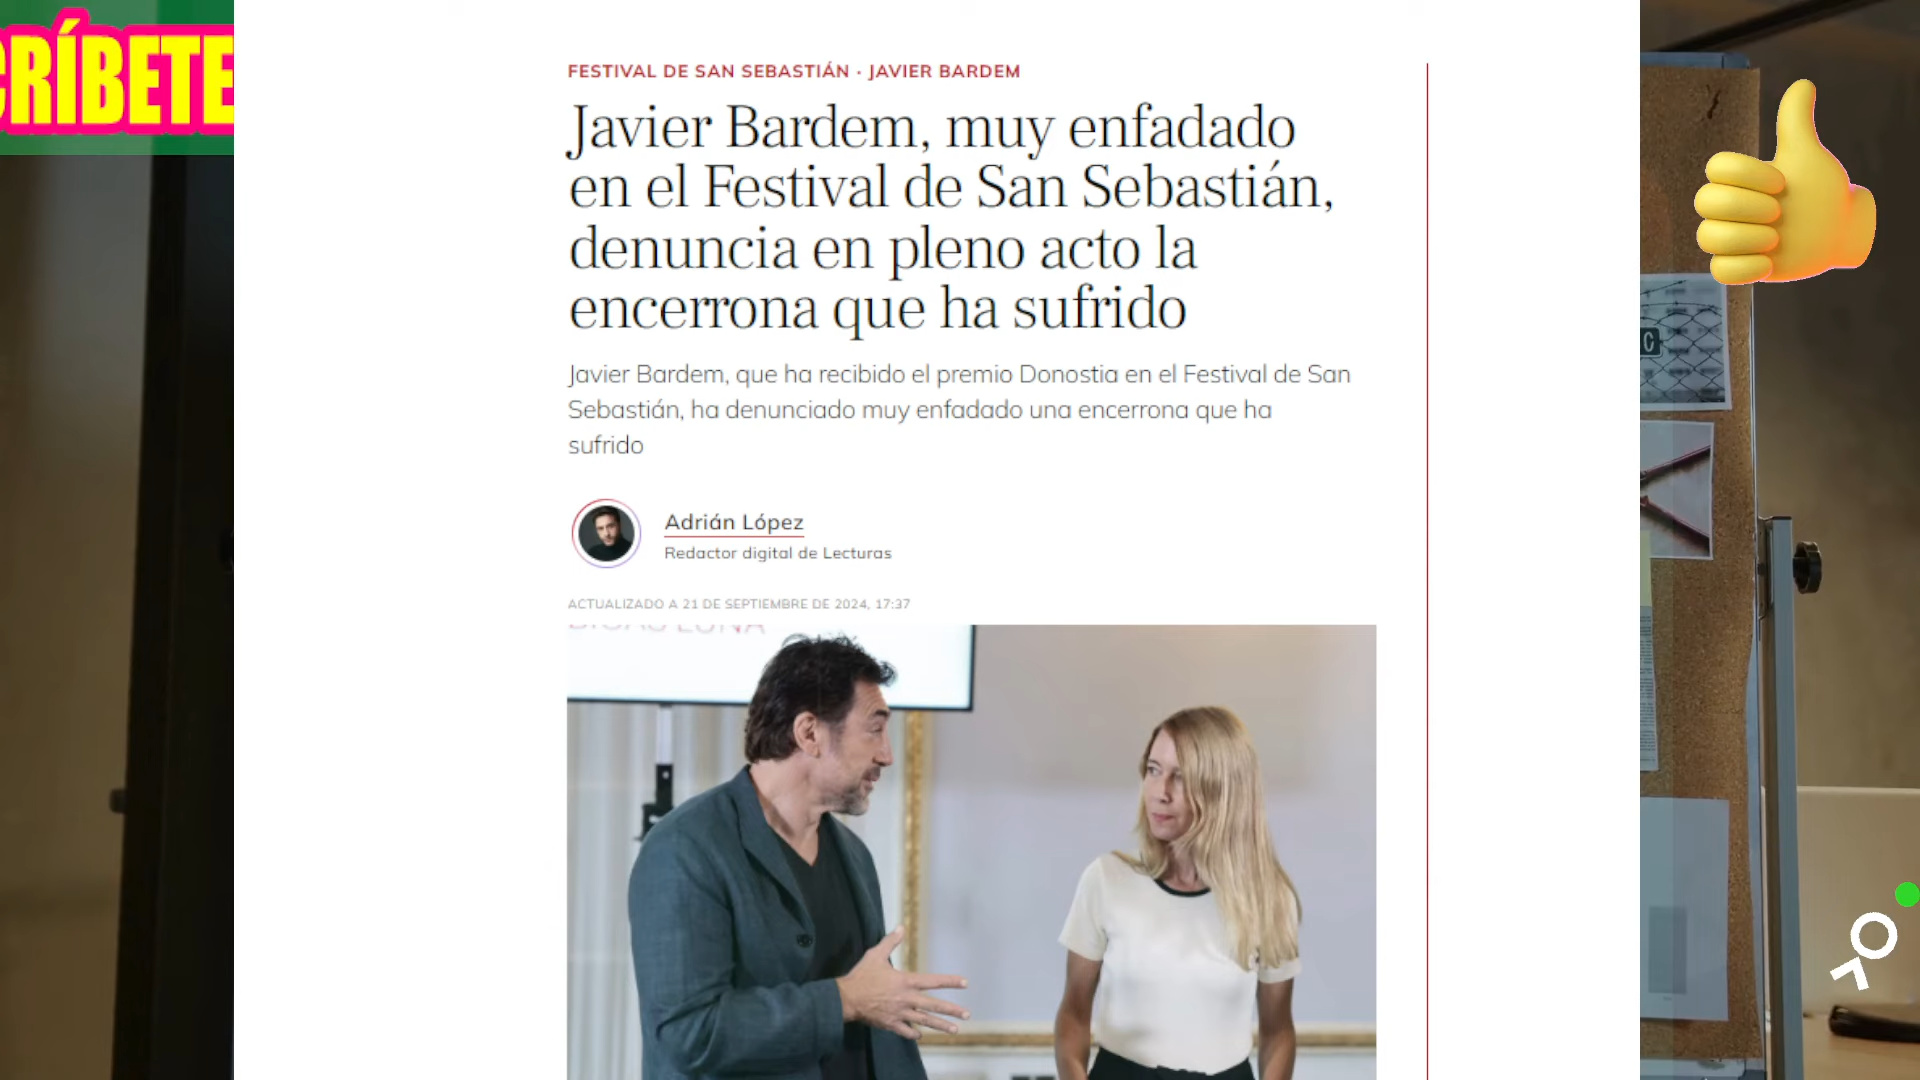 CRÍBETE
FESTIVAL DE SAN SEBASTIÁN · JAVIER BARDEM
Javier Bardem, muy enfadado
en el Festival de San Sebastián,
denuncia en pleno acto la
encerrona que ha sufrido
Javier Bardem, que ha recibido el premio Donostia en el Festival de San
Sebastián, ha denunciado muy enfadado una encerrona que ha
sufrido
Adrián López
Redactor digital de Lecturas
ACTUALIZADO A 21 DE SEPTIEMBRE DE 2024, 17:37
BIGAS LUNA
C